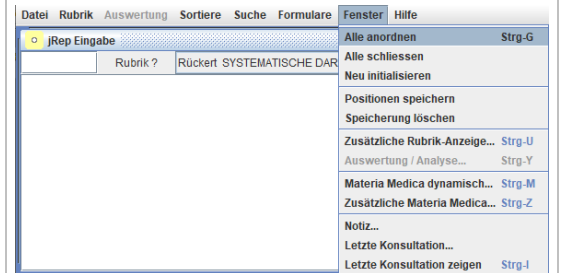 Datei Rubrik Auswertung Sortiere Suche Formulare Fenster Hilfe
jRep Eingabe
Rubrik ? Rückert SYSTEMATISCHE DAR
Alle anordnen Strg-G
Alle schliessen
Neu initialisieren
Positionen speichern
Speicherung löschen
Zusätzliche Rubrik-Anzeige... Strg-U
Auswertung / Analyse... Strg-Y
Materia Medica dynamisch... Strg-M
Zusätzliche Materia Medica... Strg-Z
Notiz...
Letzte Konsultation...
Letzte Konsultation zeigen Strg-I